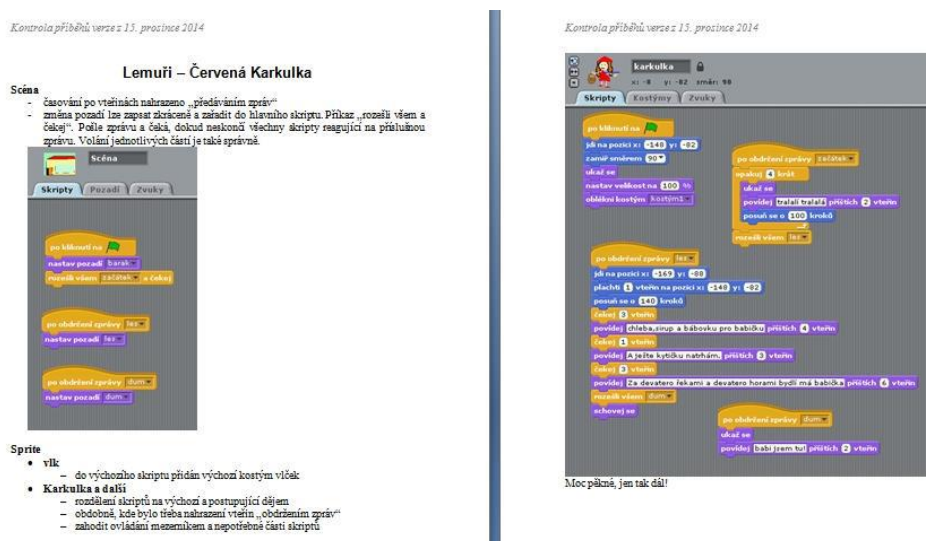 Kontrola příběhů verze z 15. prosince 2014
Lemuři – Červená Karkulka
Scéna
- časování po vteřinách nahrazeno „předáváním zpráv“
- změna pozadí lze zapsat zkráceně a zařadit do hlavního skriptu. Příkaz „rozešli všem a
čekej“. Pošle zprávu a čeká, dokud neskončí všechny skripty reagující na příslušnou
zprávu. Volání jednotlivých částí je také správně.
Scéna
Skripty Pozadí Zvuky
po kliknutí na
nastav pozadí barak
rozešli všem začátek a čekej
po obdržení zprávy les
nastav pozadí les
po obdržení zprávy dum
nastav pozadí dum
Sprite
• vlk
– do výchozího skriptu přidán výchozí kostým vlček
• Karkulka a další
– rozdělení skriptů na výchozí a postupující dějem
– obdobně, kde bylo třeba nahrazení vteřin „obdržením zpráv“
– zahodit ovládání mezerníkem a nepotřebné části skriptů
Kontrola příběhů verze z 15. prosince 2014
karkulka
x: -8 y: -82 směr: 90
Skripty Kostýmy Zvuky
po kliknutí na
jdi na pozici x: -148 y: -82
zamiř směrem 90
ukaž se
nastav velikost na 100 %
oblékni kostým kostým1
po obdržení zprávy začátek
opakuj 4 krát
ukaž se
povídej tralali tralalá příštích 2 vteřin
posuň se o 100 kroků
rozešli všem les
po obdržení zprávy les
jdi na pozici x: -169 y: -88
plachti 1 vteřin na pozici x: -148 y: -82
posuň se o 140 kroků
čekej 3 vteřin
povídej chleba,sirup a bábovku pro babičku příštích 4 vteřin
čekej 1 vteřin
povídej A ješte kytičku natrhám. příštích 3 vteřin
čekej 3 vteřin
povídej Za devatero řekami a devatero horami bydlí má babička příštích 6 vteřin
rozešli všem dum
schovej se
po obdržení zprávy dum
ukaž se
povídej babi jsem tu! příštích 2 vteřin
Moc pěkné, jen tak dál!